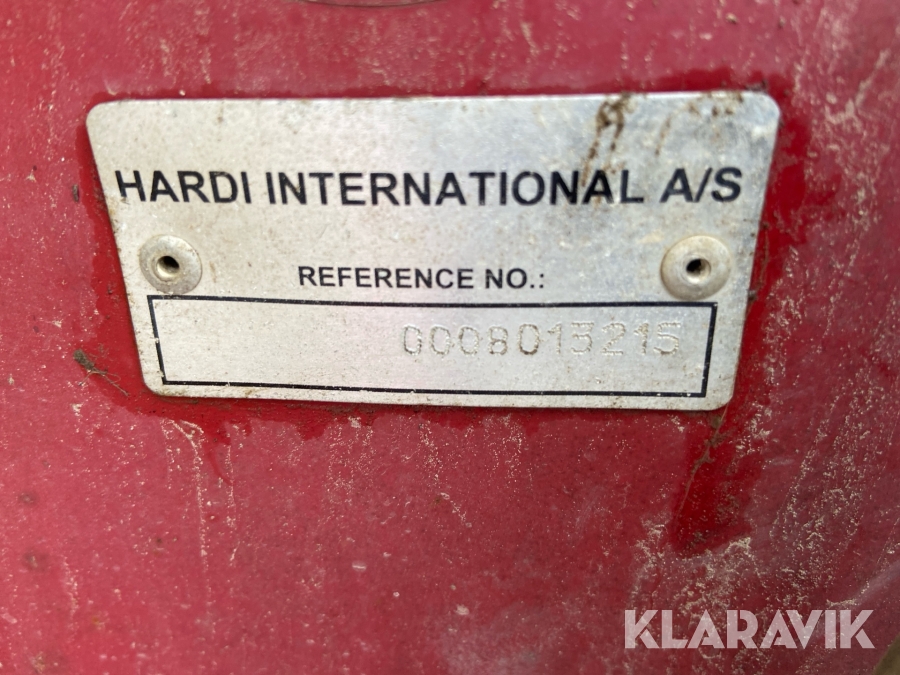 HARDI INTERNATIONAL A/S
REFERENCE NO.:
0008013215
KLARAVIK